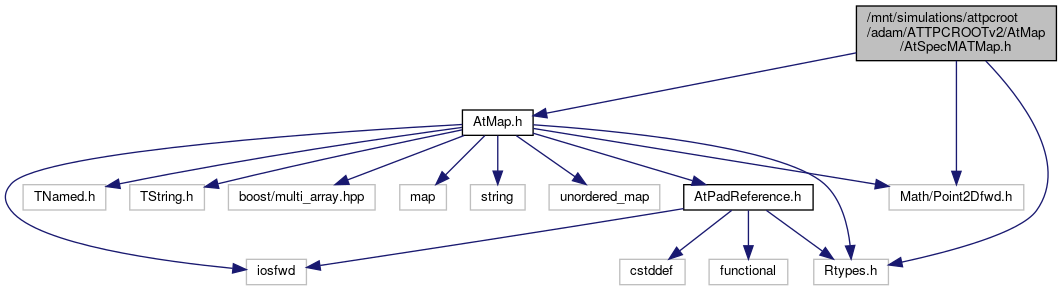 /mnt/simulations/attpcroot
/adam/ATTPCROOTv2/AtMap
/AtSpecMATMap.h
AtMap.h
TNamed.h
TString.h
boost/multi_array.hpp
map
string
unordered_map
AtPadReference.h
Math/Point2Dfwd.h
iosfwd
cstddef
functional
Rtypes.h